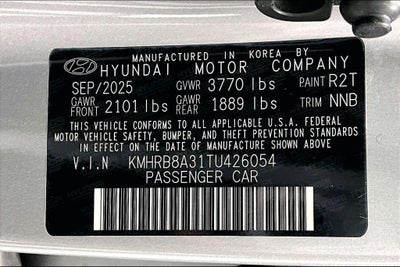 MANUFACTURED IN KOREA BY
HYUNDAI MOTOR COMPANY
SEP/2025 GVWR 3770 lbs PAINT R2T
GAWR FRONT 2101 lbs GAWR REAR 1889 lbs TRIM NNB
THIS VEHICLE CONFORMS TO ALL APPLICABLE U.S.A. FEDERAL
MOTOR VEHICLE SAFETY, BUMPER, AND THEFT PREVENTION STANDARDS
IN EFFECT ON THE DATE OF MANUFACTURE SHOWN ABOVE.
V.I.N KMHRB8A31TU426054
PASSENGER CAR